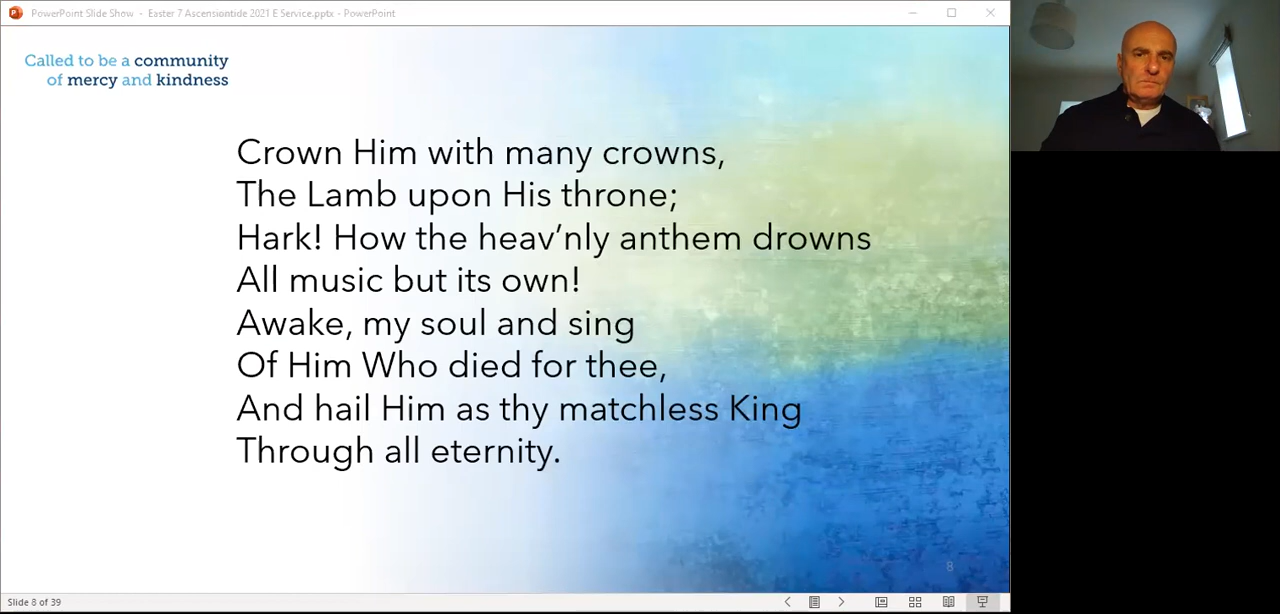 PowerPoint Slide Show - Easter 7 Ascensiontide 2021 E Service.pptx - PowerPoint
Called to be a community
of mercy and kindness
Crown Him with many crowns,
The Lamb upon His throne;
Hark! How the heav’nly anthem drowns
All music but its own!
Awake, my soul and sing
Of Him Who died for thee,
And hail Him as thy matchless King
Through all eternity.
8
Slide 8 of 39